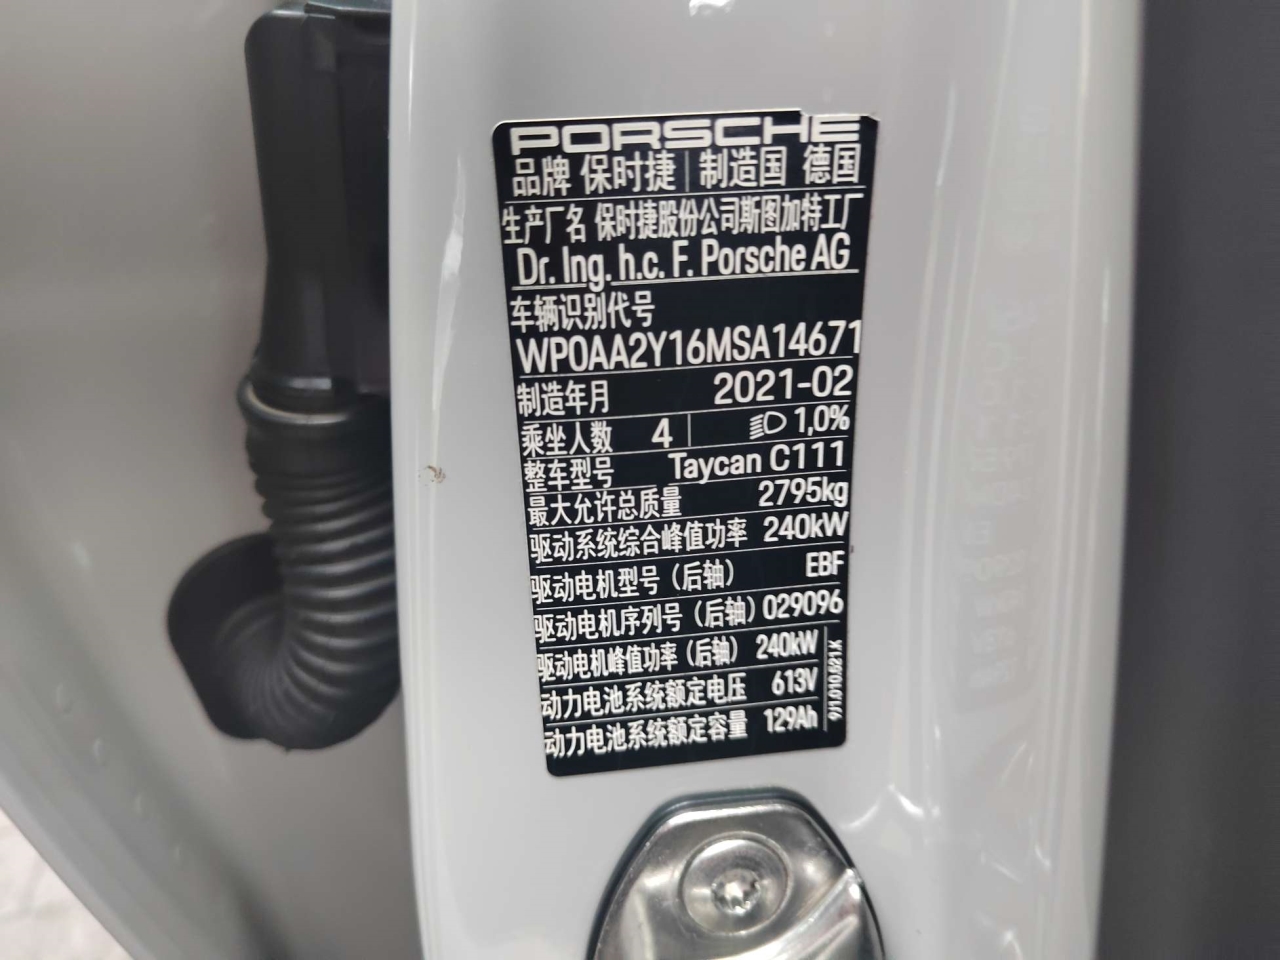 PORSCHE
品牌 保时捷 制造国 德国
生产厂名 保时捷股份公司斯图加特工厂
Dr. Ing. h.c. F. Porsche AG
车辆识别代号
WP0AA2Y16MSA14671
制造年月 2021-02
乘坐人数 4 1,0%
整车型号 Taycan C111
最大允许总质量 2795kg
驱动系统综合峰值功率 240kW
驱动电机型号（后轴） EBF
驱动电机序列号（后轴） 029096
驱动电机峰值功率（后轴） 240kW
动力电池系统额定电压 613V
动力电池系统额定容量 129Ah
9J1.010.521.K